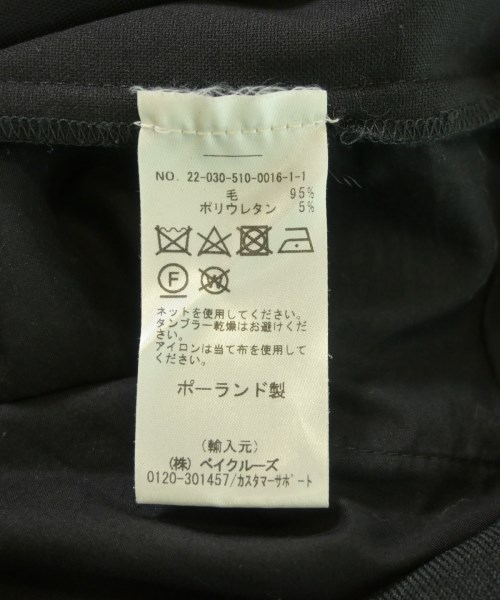 NO. 22-030-510-0016-1-1
毛 95%
ポリウレタン 5%
F W
ネットを使用してください。
タンブラー乾燥はお避けくださ
い。
アイロンは当て布を使用して
ください。
ポーランド製
(輸入元)
(株) ベイクルーズ
0120-301457/カスタマーサポート